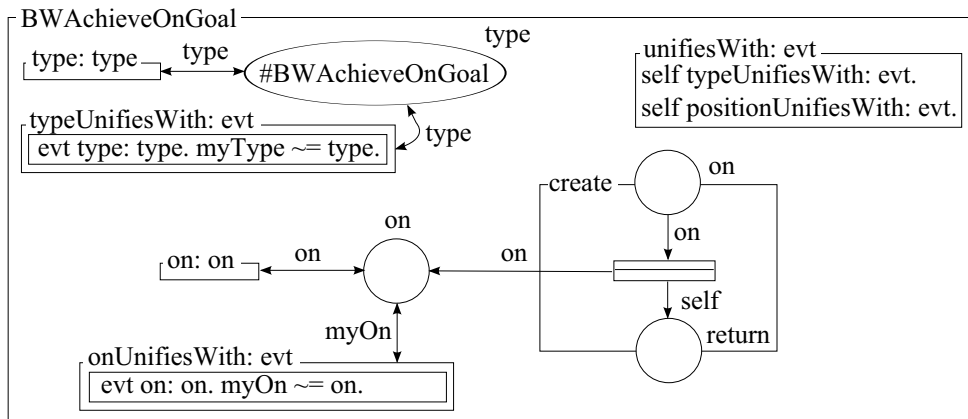 BWAchieveOnGoal
type
type: type
type
#BWAchieveOnGoal
unifiesWith: evt
self typeUnifiesWith: evt.
self positionUnifiesWith: evt.
typeUnifiesWith: evt
type
evt type: type. myType ~= type.
create
on
on
on
on: on
on
on
self
myOn
return
onUnifiesWith: evt
evt on: on. myOn ~= on.